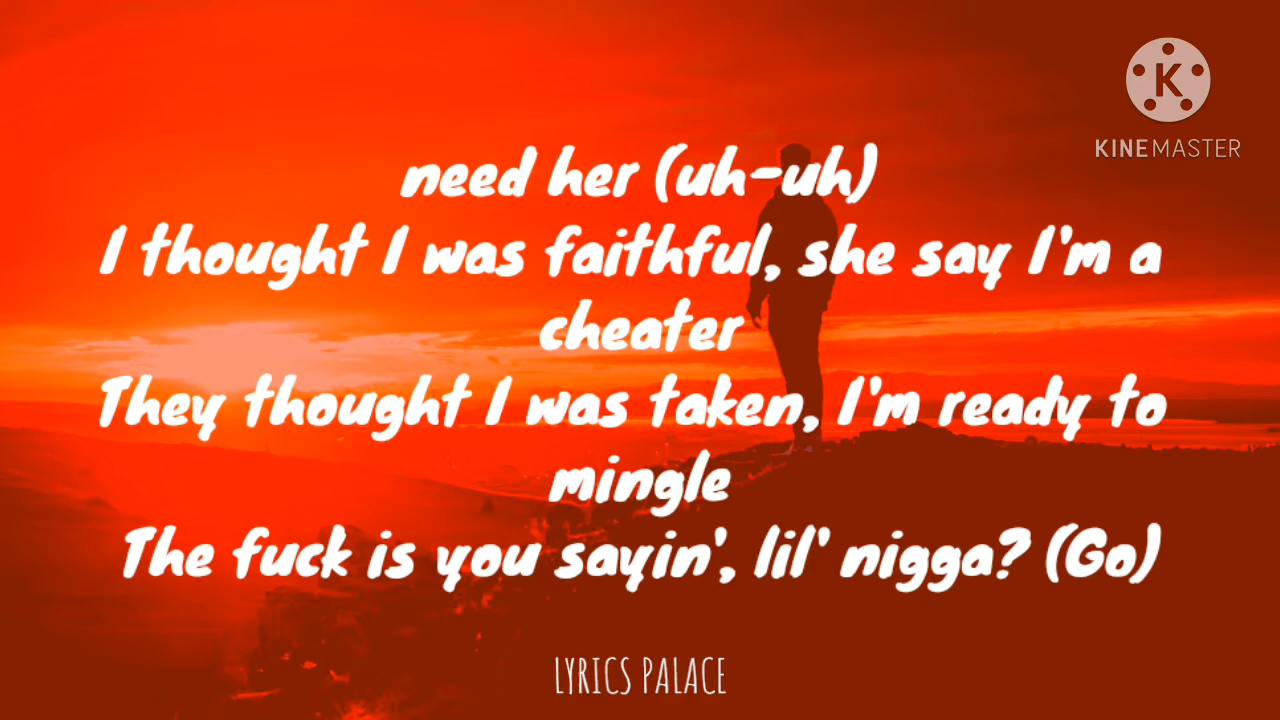 K
KINEMASTER
need her (uh-uh)
I thought I was faithful, she say I'm a
cheater
They thought I was taken, I'm ready to
mingle
The fuck is you sayin', lil' nigga? (Go)
LYRICS PALACE